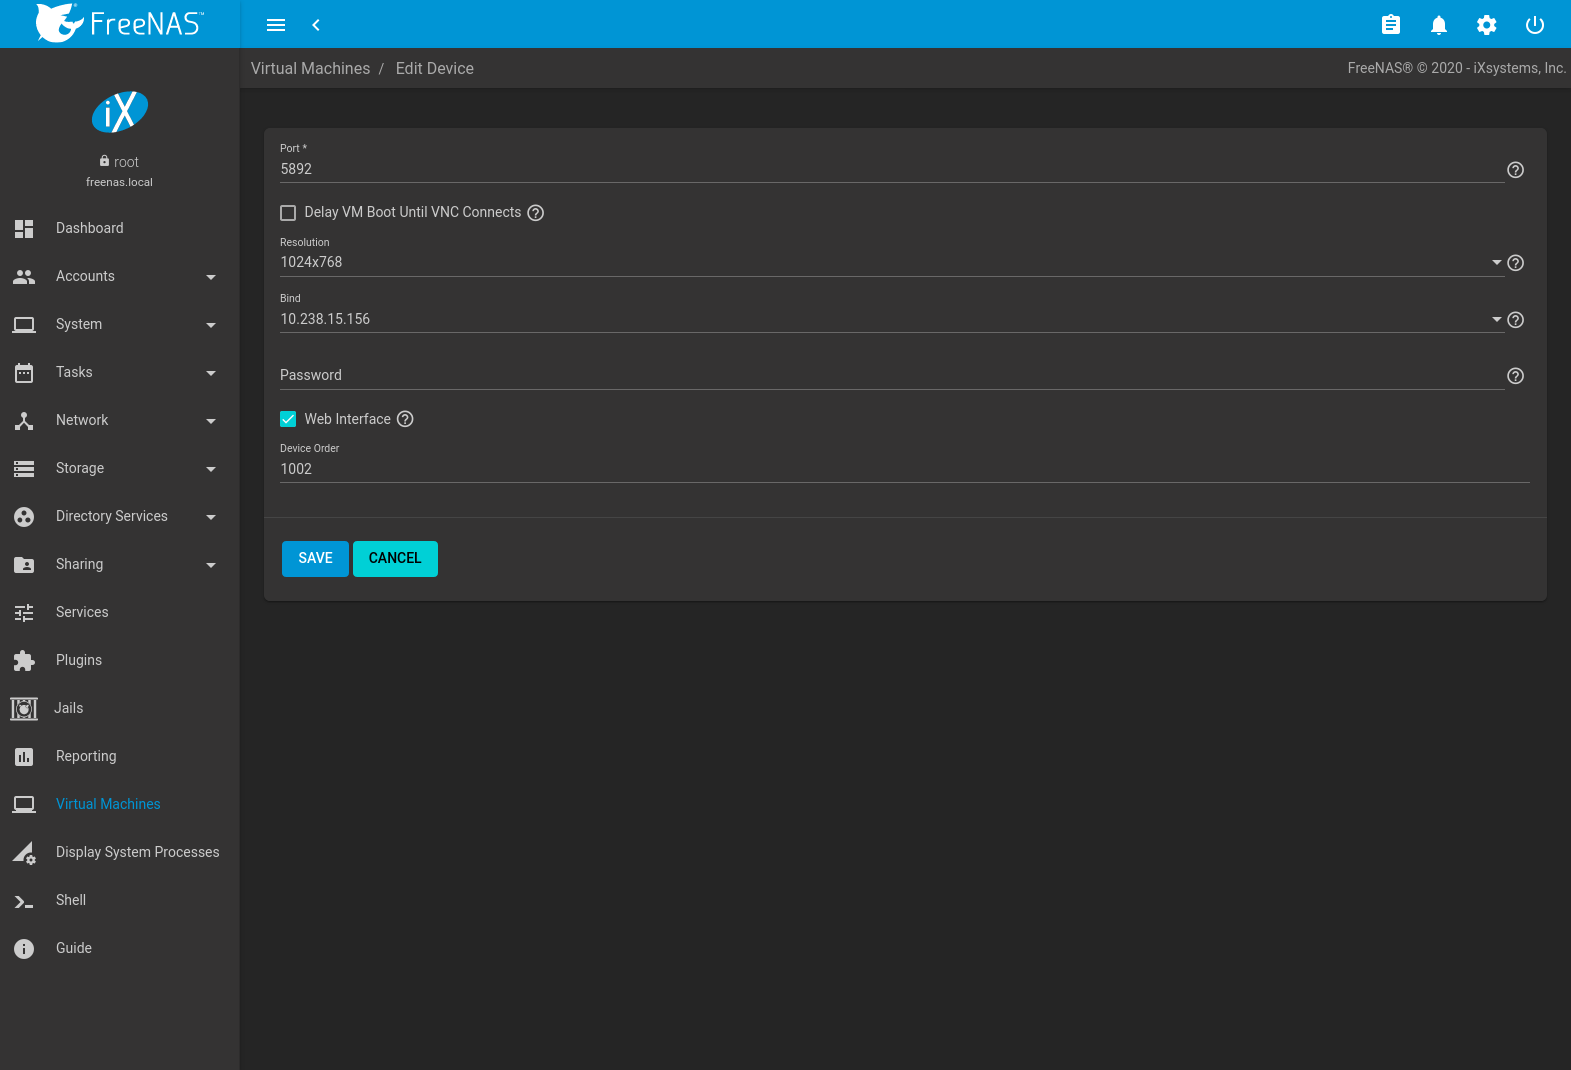 FreeNAS™
Virtual Machines / Edit Device
FreeNAS® © 2020 - iXsystems, Inc.
iX
root
freenas.local
Dashboard
Accounts
System
Tasks
Network
Storage
Directory Services
Sharing
Services
Plugins
Jails
Reporting
Virtual Machines
Display System Processes
Shell
Guide
Port *
5892
Delay VM Boot Until VNC Connects
Resolution
1024x768
Bind
10.238.15.156
Password
Web Interface
Device Order
1002
SAVE CANCEL